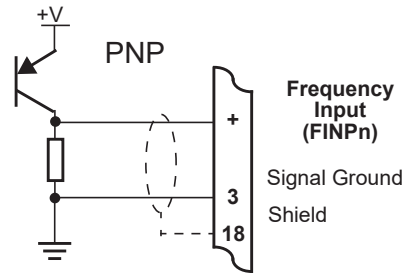 +V
PNP
Frequency
Input
(FINPn)
+
Signal Ground
3
Shield
18